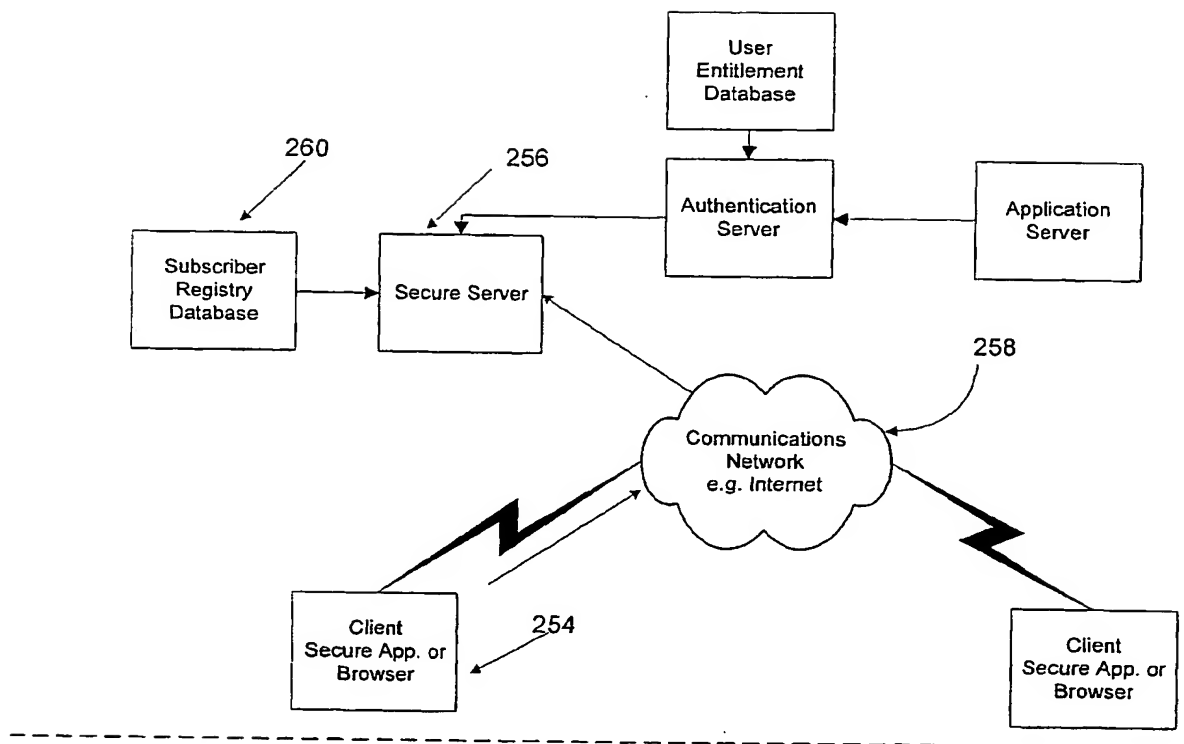 User
Entitlement
Database
260
256
Authentication
Server
Application
Server
Subscriber
Registry
Database
Secure Server
258
Communications
Network
e.g. Internet
254
Client
Secure App. or
Browser
Client
Secure App. or
Browser